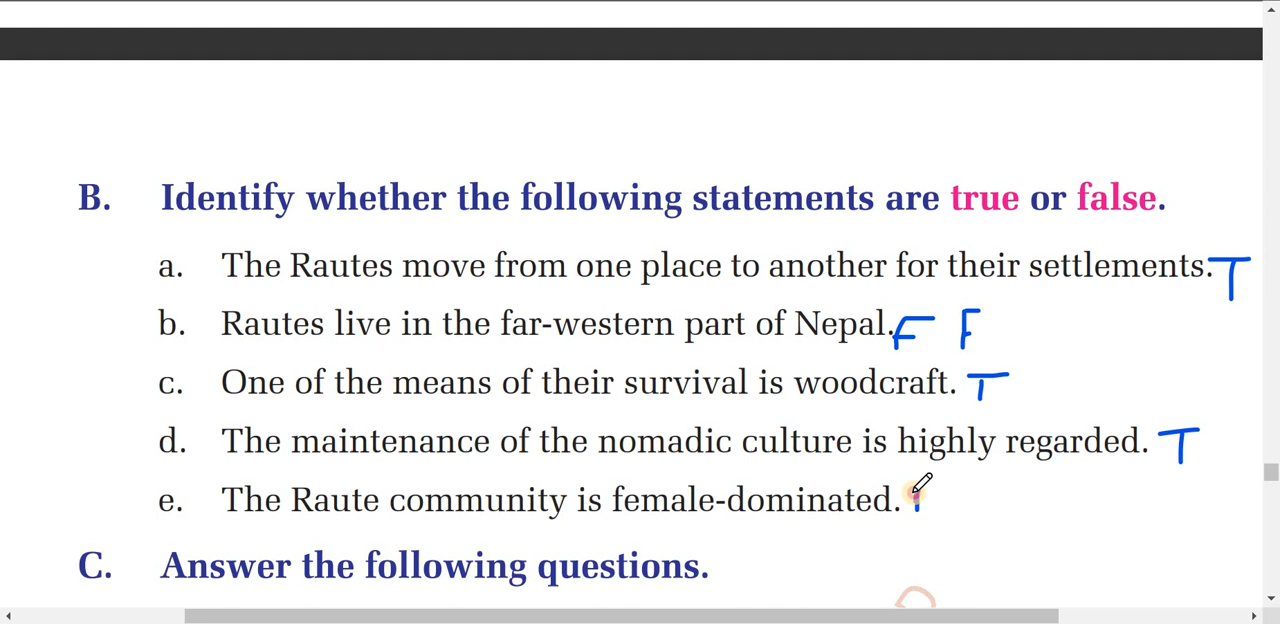 B. Identify whether the following statements are true or false.
a. The Rautes move from one place to another for their settlements. T
b. Rautes live in the far-western part of Nepal. F F
c. One of the means of their survival is woodcraft. T
d. The maintenance of the nomadic culture is highly regarded. T
e. The Raute community is female-dominated.
C. Answer the following questions.